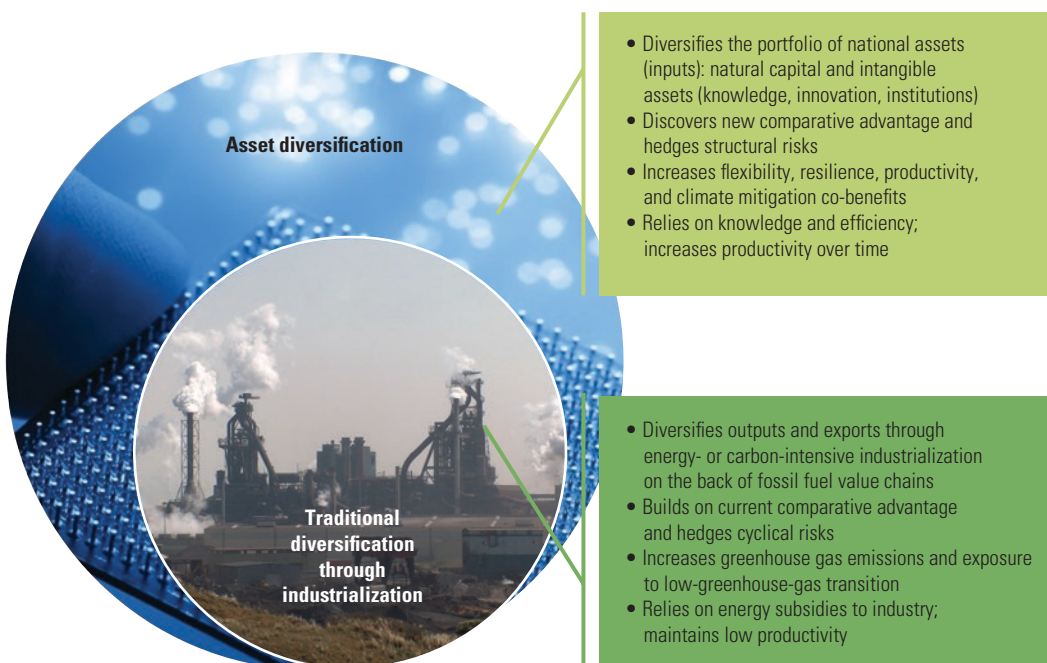 Asset diversification
• Diversifies the portfolio of national assets
(inputs): natural capital and intangible
assets (knowledge, innovation, institutions)
• Discovers new comparative advantage and
hedges structural risks
• Increases flexibility, resilience, productivity,
and climate mitigation co-benefits
• Relies on knowledge and efficiency;
increases productivity over time
Traditional
diversification
through
industrialization
• Diversifies outputs and exports through
energy- or carbon-intensive industrialization
on the back of fossil fuel value chains
• Builds on current comparative advantage
and hedges cyclical risks
• Increases greenhouse gas emissions and exposure
to low-greenhouse-gas transition
• Relies on energy subsidies to industry;
maintains low productivity